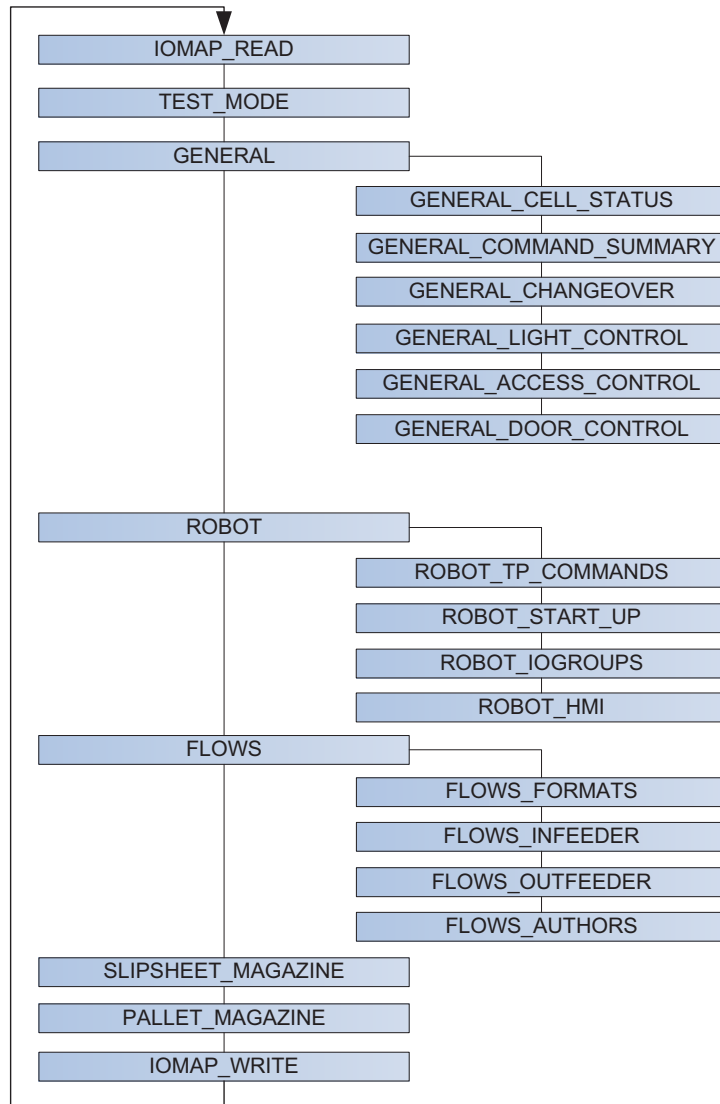 IOMAP_READ
TEST_MODE
GENERAL
GENERAL_CELL_STATUS
GENERAL_COMMAND_SUMMARY
GENERAL_CHANGEOVER
GENERAL_LIGHT_CONTROL
GENERAL_ACCESS_CONTROL
GENERAL_DOOR_CONTROL
ROBOT
ROBOT_TP_COMMANDS
ROBOT_START_UP
ROBOT_IOGROUPS
ROBOT_HMI
FLOWS
FLOWS_FORMATS
FLOWS_INFEEDER
FLOWS_OUTFEEDER
FLOWS_AUTHORS
SLIPSHEET_MAGAZINE
PALLET_MAGAZINE
IOMAP_WRITE